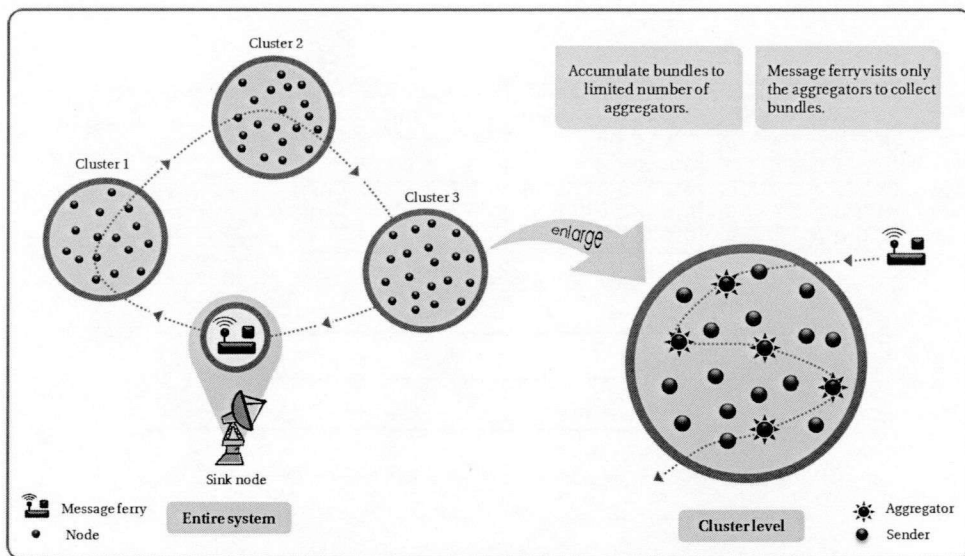 Cluster 2
Accumulate bundles to
limited number of
aggregators.
Message ferry visits only
the aggregators to collect
bundles.
Cluster 1
Cluster 3
enlarge
Sink node
Message ferry
Node
Entire system
Cluster level
Aggregator
Sender